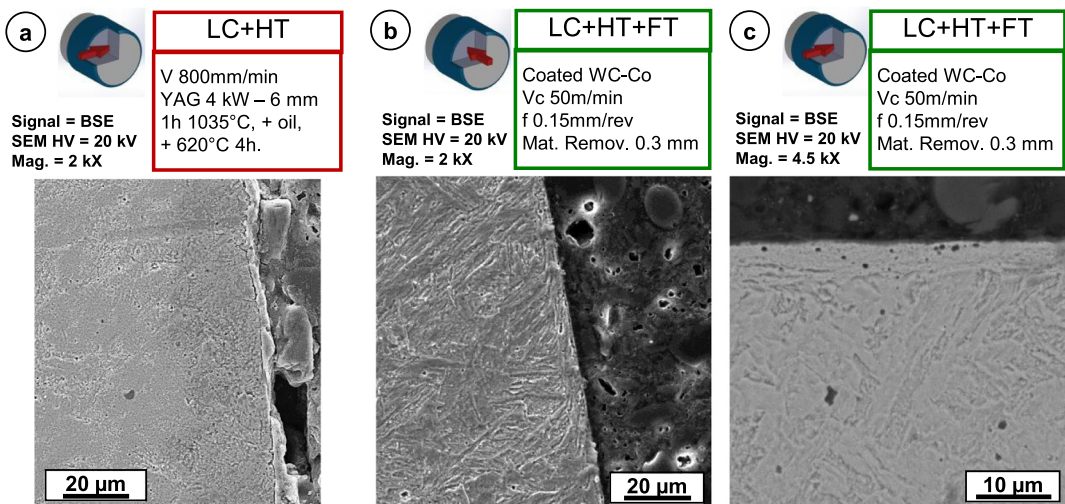 a
LC+HT
V 800mm/min
YAG 4 kW – 6 mm
1h 1035°C, + oil,
+ 620°C 4h.
Signal = BSE
SEM HV = 20 kV
Mag. = 2 kX
20 µm
b
LC+HT+FT
Coated WC-Co
Vc 50m/min
f 0.15mm/rev
Mat. Remov. 0.3 mm
Signal = BSE
SEM HV = 20 kV
Mag. = 2 kX
20 µm
c
LC+HT+FT
Coated WC-Co
Vc 50m/min
f 0.15mm/rev
Mat. Remov. 0.3 mm
Signal = BSE
SEM HV = 20 kV
Mag. = 4.5 kX
10 µm